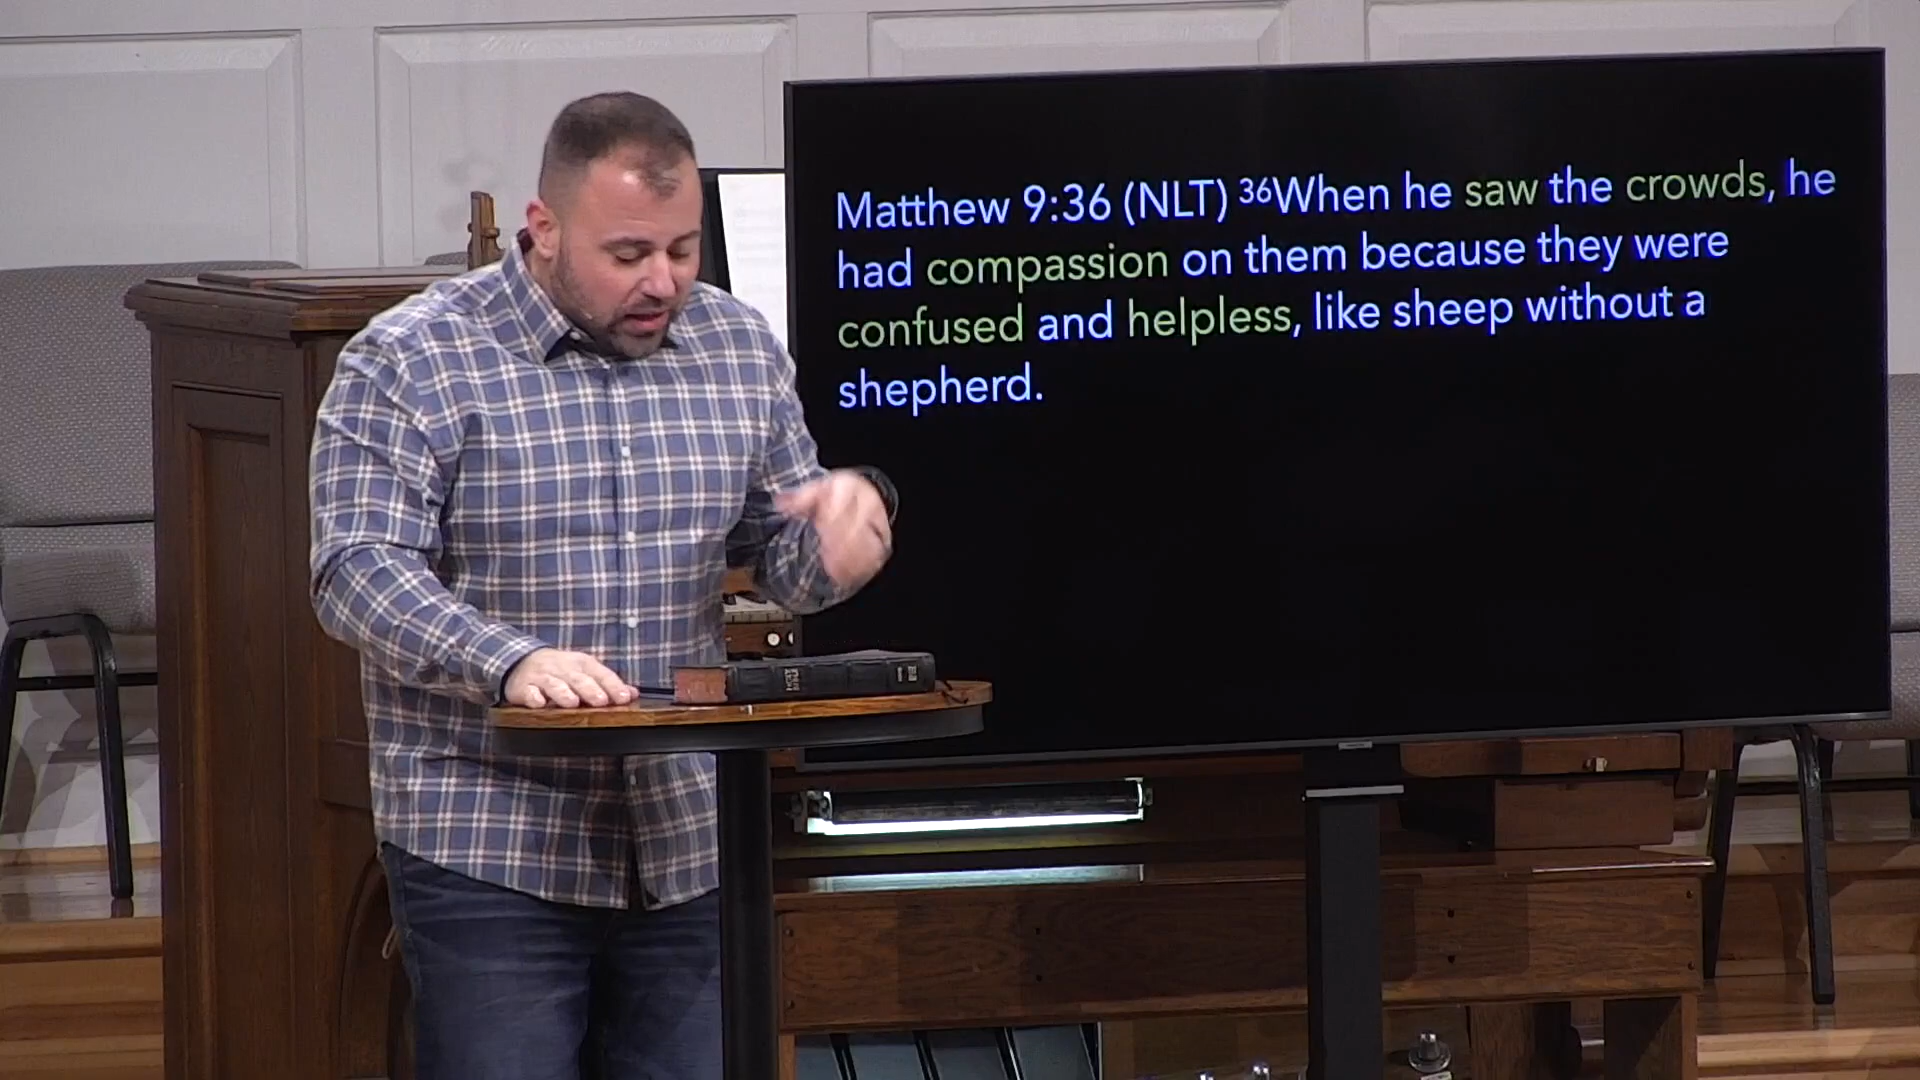 Matthew 9:36 (NLT) ³⁶When he saw the crowds, he
had compassion on them because they were
confused and helpless, like sheep without a
shepherd.